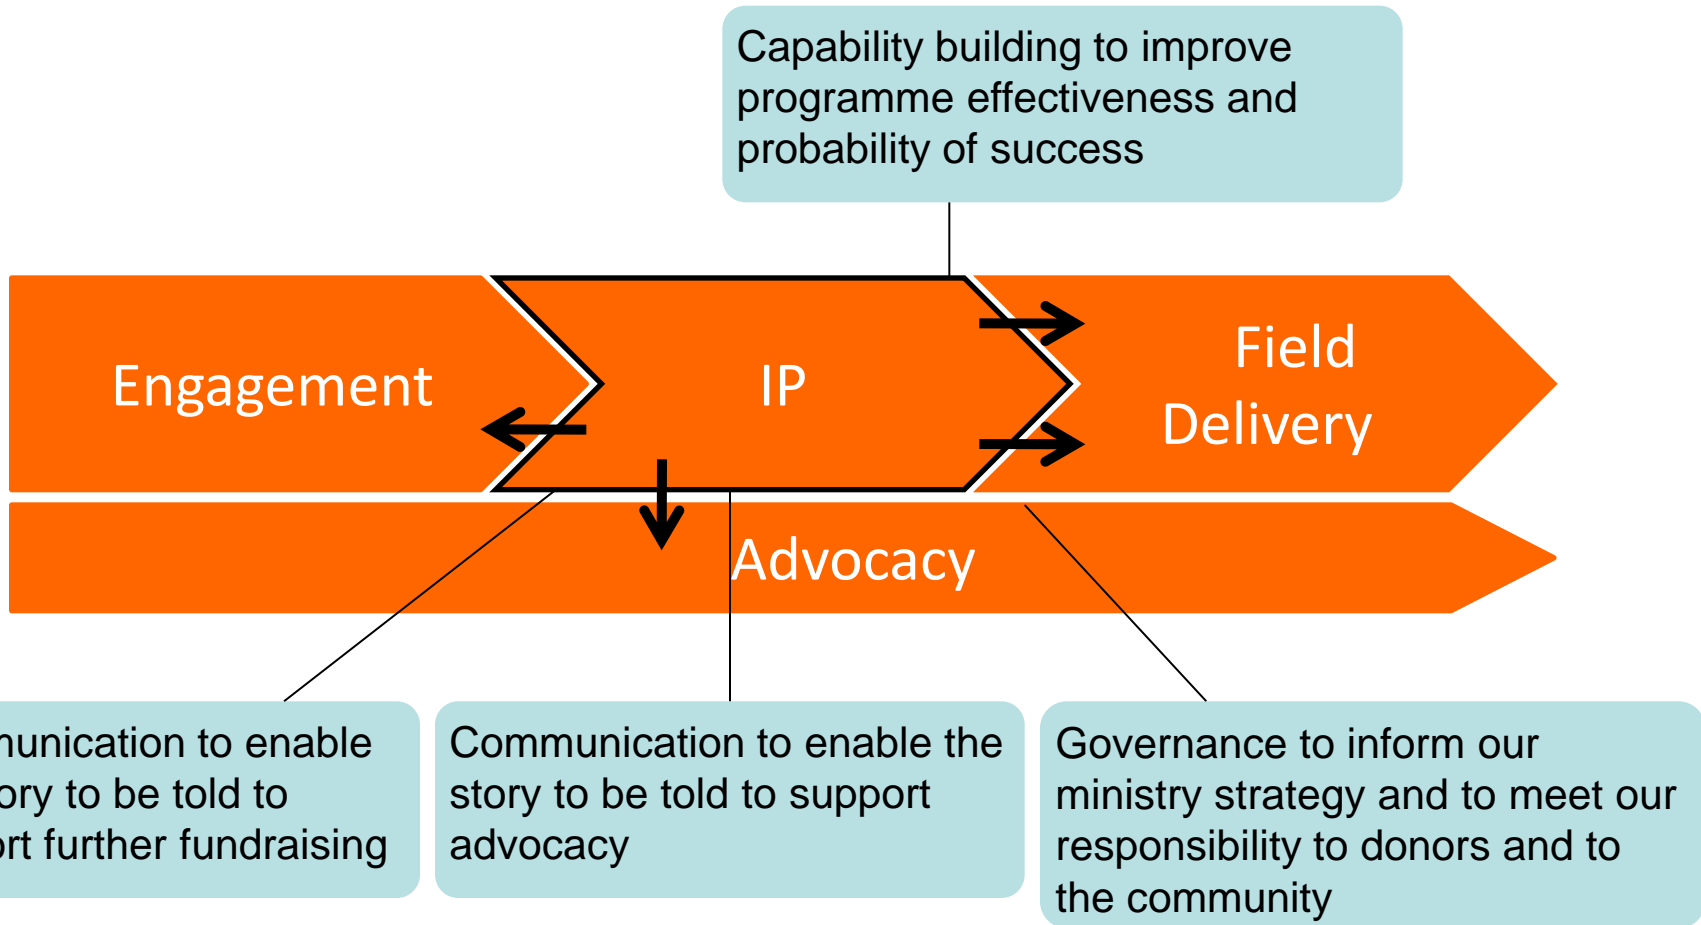 Capability building to improve
programme effectiveness and
probability of success
Engagement
IP
Field
Delivery
Advocacy
munication to enable
ory to be told to
ort further fundraising
Communication to enable the
story to be told to support
advocacy
Governance to inform our
ministry strategy and to meet our
responsibility to donors and to
the community